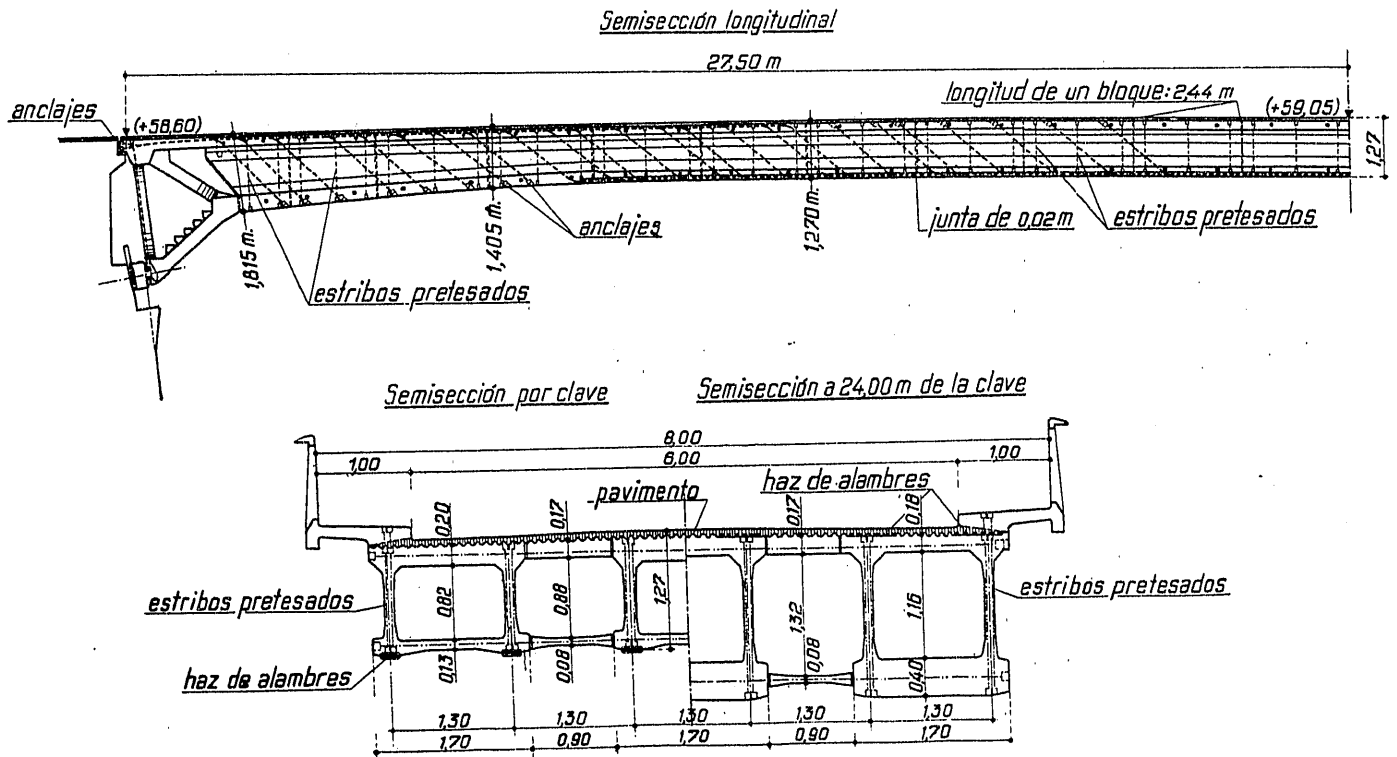 Semisección longitudinal
27,50 m
longitud de un bloque: 2,44 m
anclajes
(+58,60)
(+59,05)
1,27
1,815 m.
1,405 m.
anclajes
1,270 m.
junta de 0,02 m
estribos pretesados
estribos pretesados
Semisección por clave
Semisección a 24,00 m de la clave
8,00
1,00
6,00
1,00
pavimento
haz de alambres
0,20
0,17
0,17
0,18
estribos pretesados
0,82
0,88
1,27
1,32
1,16
estribos pretesados
0,13
0,08
0,08
0,40
haz de alambres
1,30
1,30
1,30
1,30
1,30
1,70
0,90
1,70
0,90
1,70